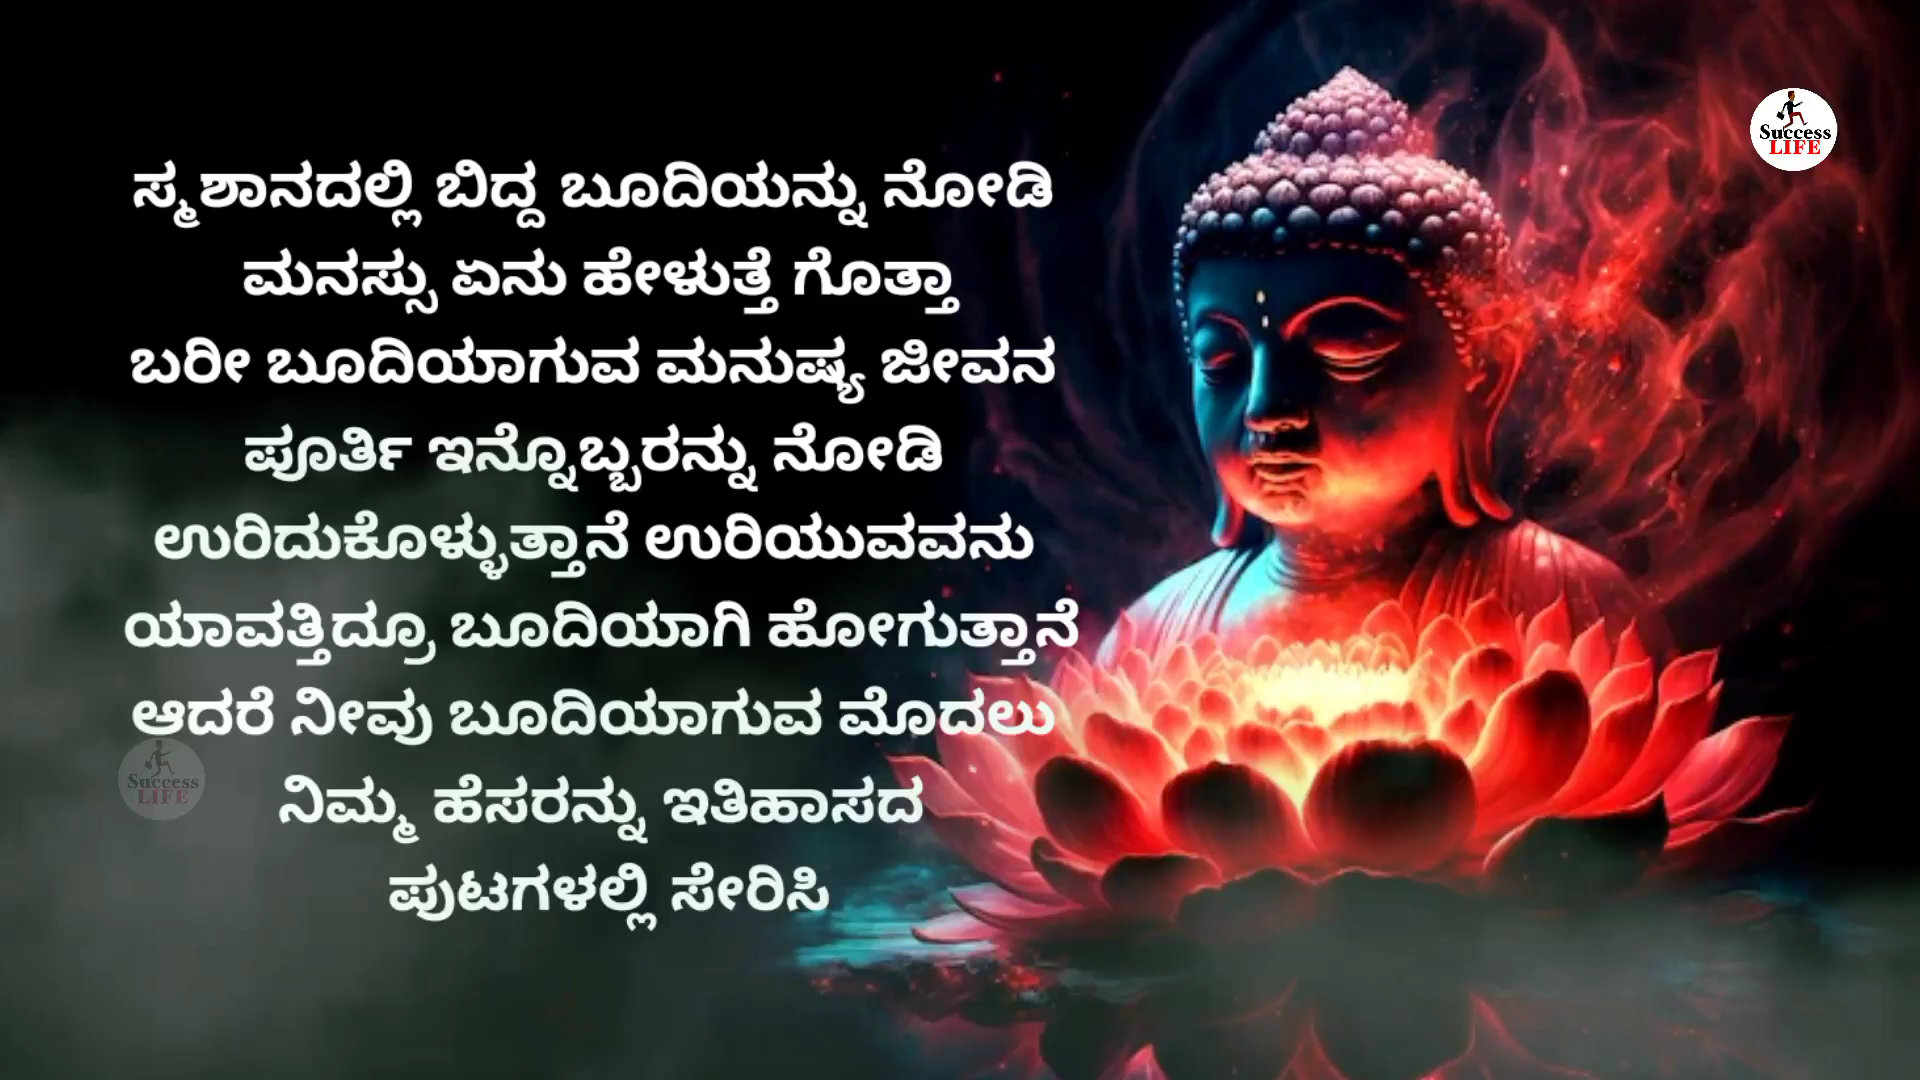 ಸ್ಮಶಾನದಲ್ಲಿ ಬಿದ್ದ ಬೂದಿಯನ್ನು ನೋಡಿ
ಮನಸ್ಸು ಏನು ಹೇಳುತ್ತೆ ಗೊತ್ತಾ
ಬರೀ ಬೂದಿಯಾಗುವ ಮನುಷ್ಯ ಜೀವನ
ಪೂರ್ತಿ ಇನ್ನೊಬ್ಬರನ್ನು ನೋಡಿ
ಉರಿದುಕೊಳ್ಳುತ್ತಾನೆ ಉರಿಯುವವನು
ಯಾವತ್ತಿದ್ರೂ ಬೂದಿಯಾಗಿ ಹೋಗುತ್ತಾನೆ
ಆದರೆ ನೀವು ಬೂದಿಯಾಗುವ ಮೊದಲು
ನಿಮ್ಮ ಹೆಸರನ್ನು ಇತಿಹಾಸದ
ಪುಟಗಳಲ್ಲಿ ಸೇರಿಸಿ
Success
LIFE
Success
LIFE